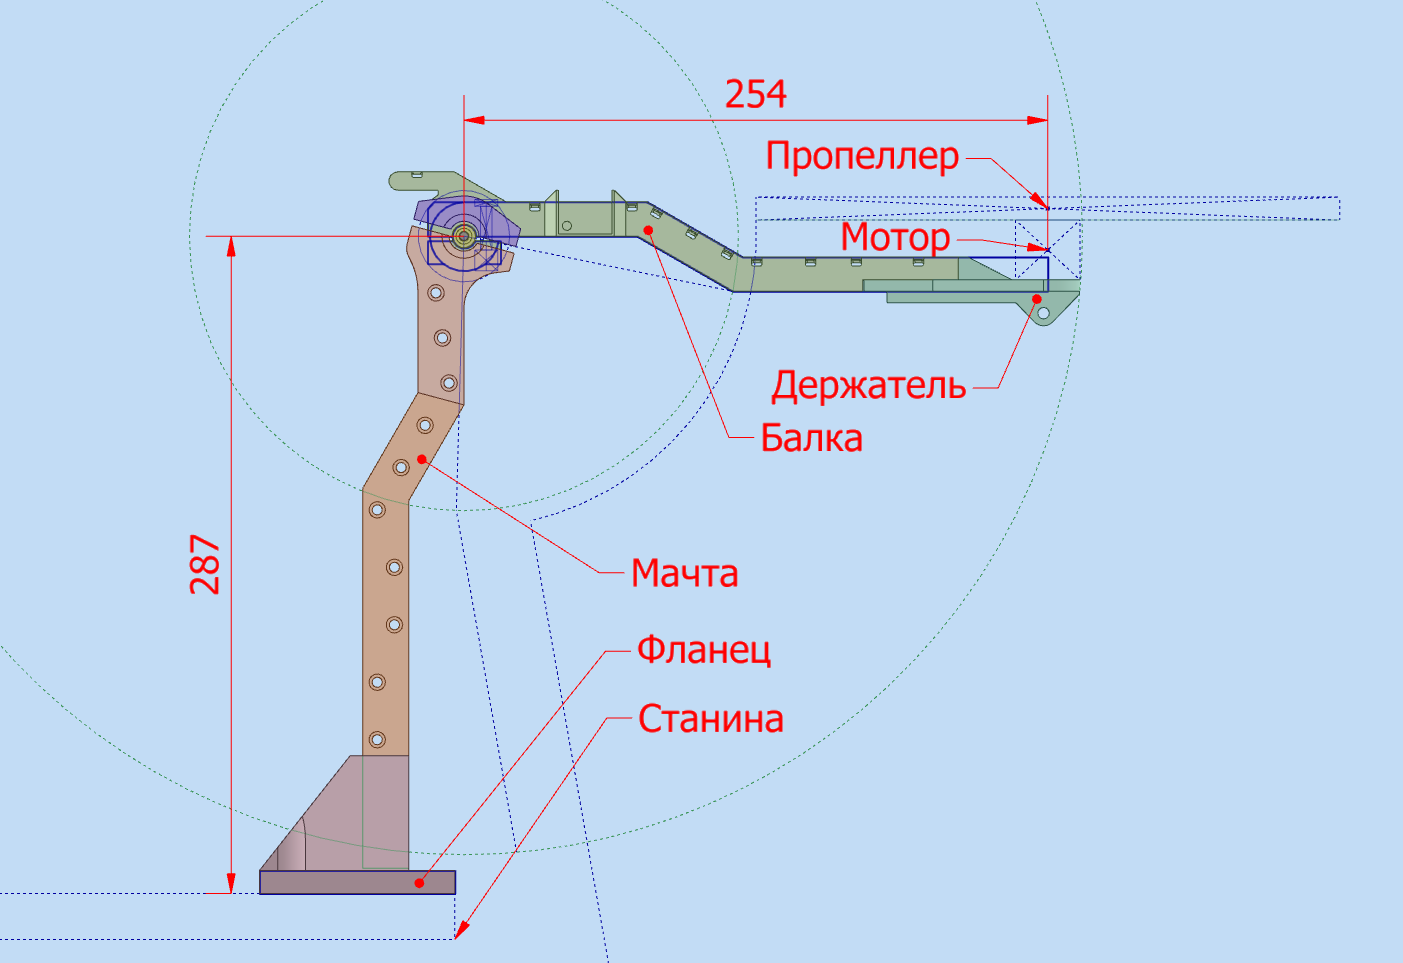 254
Пропеллер
Мотор
Держатель
Балка
287
Мачта
Фланец
Станина